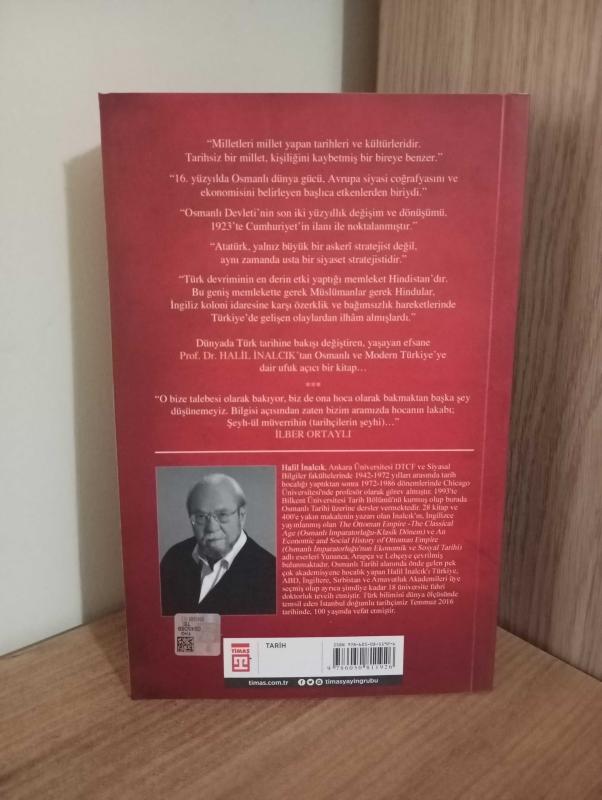 “Milletleri millet yapan tarihleri ve kültürleridir.
Tarihsiz bir millet, kişiliğini kaybetmiş bir bireye benzer.”
“16. yüzyılda Osmanlı dünya gücü, Avrupa siyasi coğrafyasını ve
ekonomisini belirleyen başlıca etkenlerden biriydi.”
“Osmanlı Devleti’nin son iki yüzyıllık değişim ve dönüşümü,
1923’te Cumhuriyet’in ilanı ile noktalanmıştır.”
“Atatürk, yalnız büyük bir askerî stratejist değil,
aynı zamanda usta bir siyaset stratejistidir.”
“Türk devriminin en derin etki yaptığı memleket Hindistan’dır.
Bu geniş memlekette gerek Müslümanlar gerek Hindular,
İngiliz koloni idaresine karşı özerklik ve bağımsızlık hareketlerinde
Türkiye’de gelişen olaylardan ilhâm almışlardı.”
Dünyada Türk tarihine bakışı değiştiren, yaşayan efsane
Prof. Dr. HALİL İNALCIK’tan Osmanlı ve Modern Türkiye’ye
dair ufuk açıcı bir kitap…
***
“O bize talebesi olarak bakıyor, biz de ona hoca olarak bakmaktan başka şey
düşünemeyiz. Bilgisi açısından zaten bizim aramızda hocanın lakabı;
Şeyh-ül müverrihin (tarihçilerin şeyhi)…”
İLBER ORTAYLI
Halil İnalcık, Ankara Üniversitesi DTCF ve Siyasal
Bilgiler fakültelerinde 1942-1972 yılları arasında tarih
hocalığı yaptıktan sonra 1972-1986 dönemlerinde Chicago
Üniversitesi'nde profesör olarak görev almıştır. 1993'te
Bilkent Üniversitesi Tarih Bölümü'nü kurmuş olup burada
Osmanlı Tarihi üzerine dersler vermektedir. 28 kitap ve
400'e yakın makalenin yazarı olan İnalcık'ın, İngilizce
yayınlanmış olan The Ottoman Empire -The Classical
Age (Osmanlı İmparatorluğu-Klasik Dönem) ve An
Economic and Social History of Ottoman Empire
(Osmanlı İmparatorluğu'nun Ekonomik ve Sosyal Tarihi)
adlı eserleri Yunanca, Arapça ve Lehçeye çevrilmiş
bulunmaktadır. Osmanlı Tarihi alanında önde gelen pek
çok akademisyene hocalık yapan Halil İnalcık'ı Türkiye,
ABD, İngiltere, Sırbistan ve Arnavutluk Akademileri üye
seçmiş olup ayrıca şimdiye kadar 18 üniversite fahri
doktorluk tevcih etmiştir. Türk bilimini dünya ölçüsünde
temsil eden İstanbul doğumlu tarihçimiz Temmuz 2016
tarihinde, 100 yaşında vefat etmiştir.
TİMAŞ
TARİH
ISBN 978-605-08-1192-6
9 786050 811926
timas.com.tr
timasyayingrubu